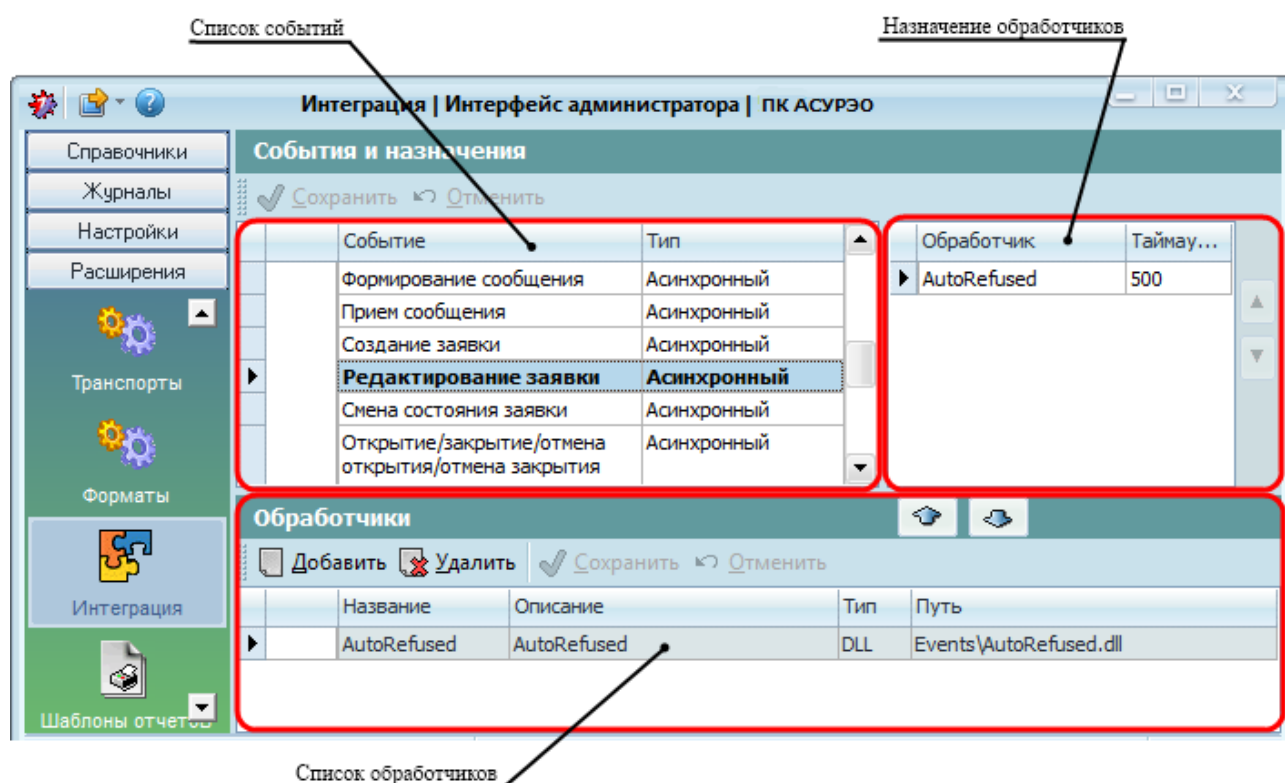 Список событий
Назначение обработчиков
Интеграция | Интерфейс администратора | ПК АСУРЭО
Справочники
Журналы
Настройки
Расширения
Транспорты
Форматы
Интеграция
Шаблоны отчетов
События и назначения
Сохранить Отменить
Событие Тип
Формирование сообщения Асинхронный
Прием сообщения Асинхронный
Создание заявки Асинхронный
Редактирование заявки Асинхронный
Смена состояния заявки Асинхронный
Открытие/закрытие/отмена Асинхронный
открытия/отмена закрытия
Обработчик Таймау...
AutoRefused 500
Обработчики
Добавить Удалить Сохранить Отменить
Название Описание Тип Путь
AutoRefused AutoRefused DLL Events\AutoRefused.dll
Список обработчиков